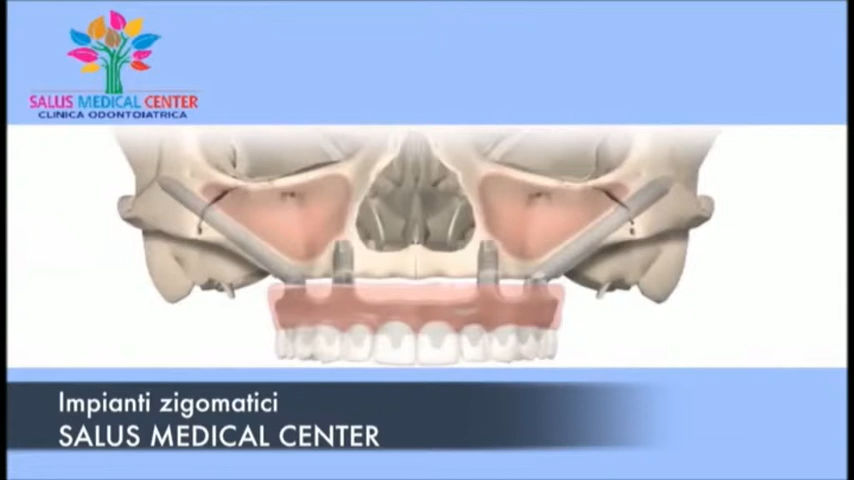 SALUS MEDICAL CENTER
CLINICA ODONTOIATRICA
Impianti zigomatici
SALUS MEDICAL CENTER